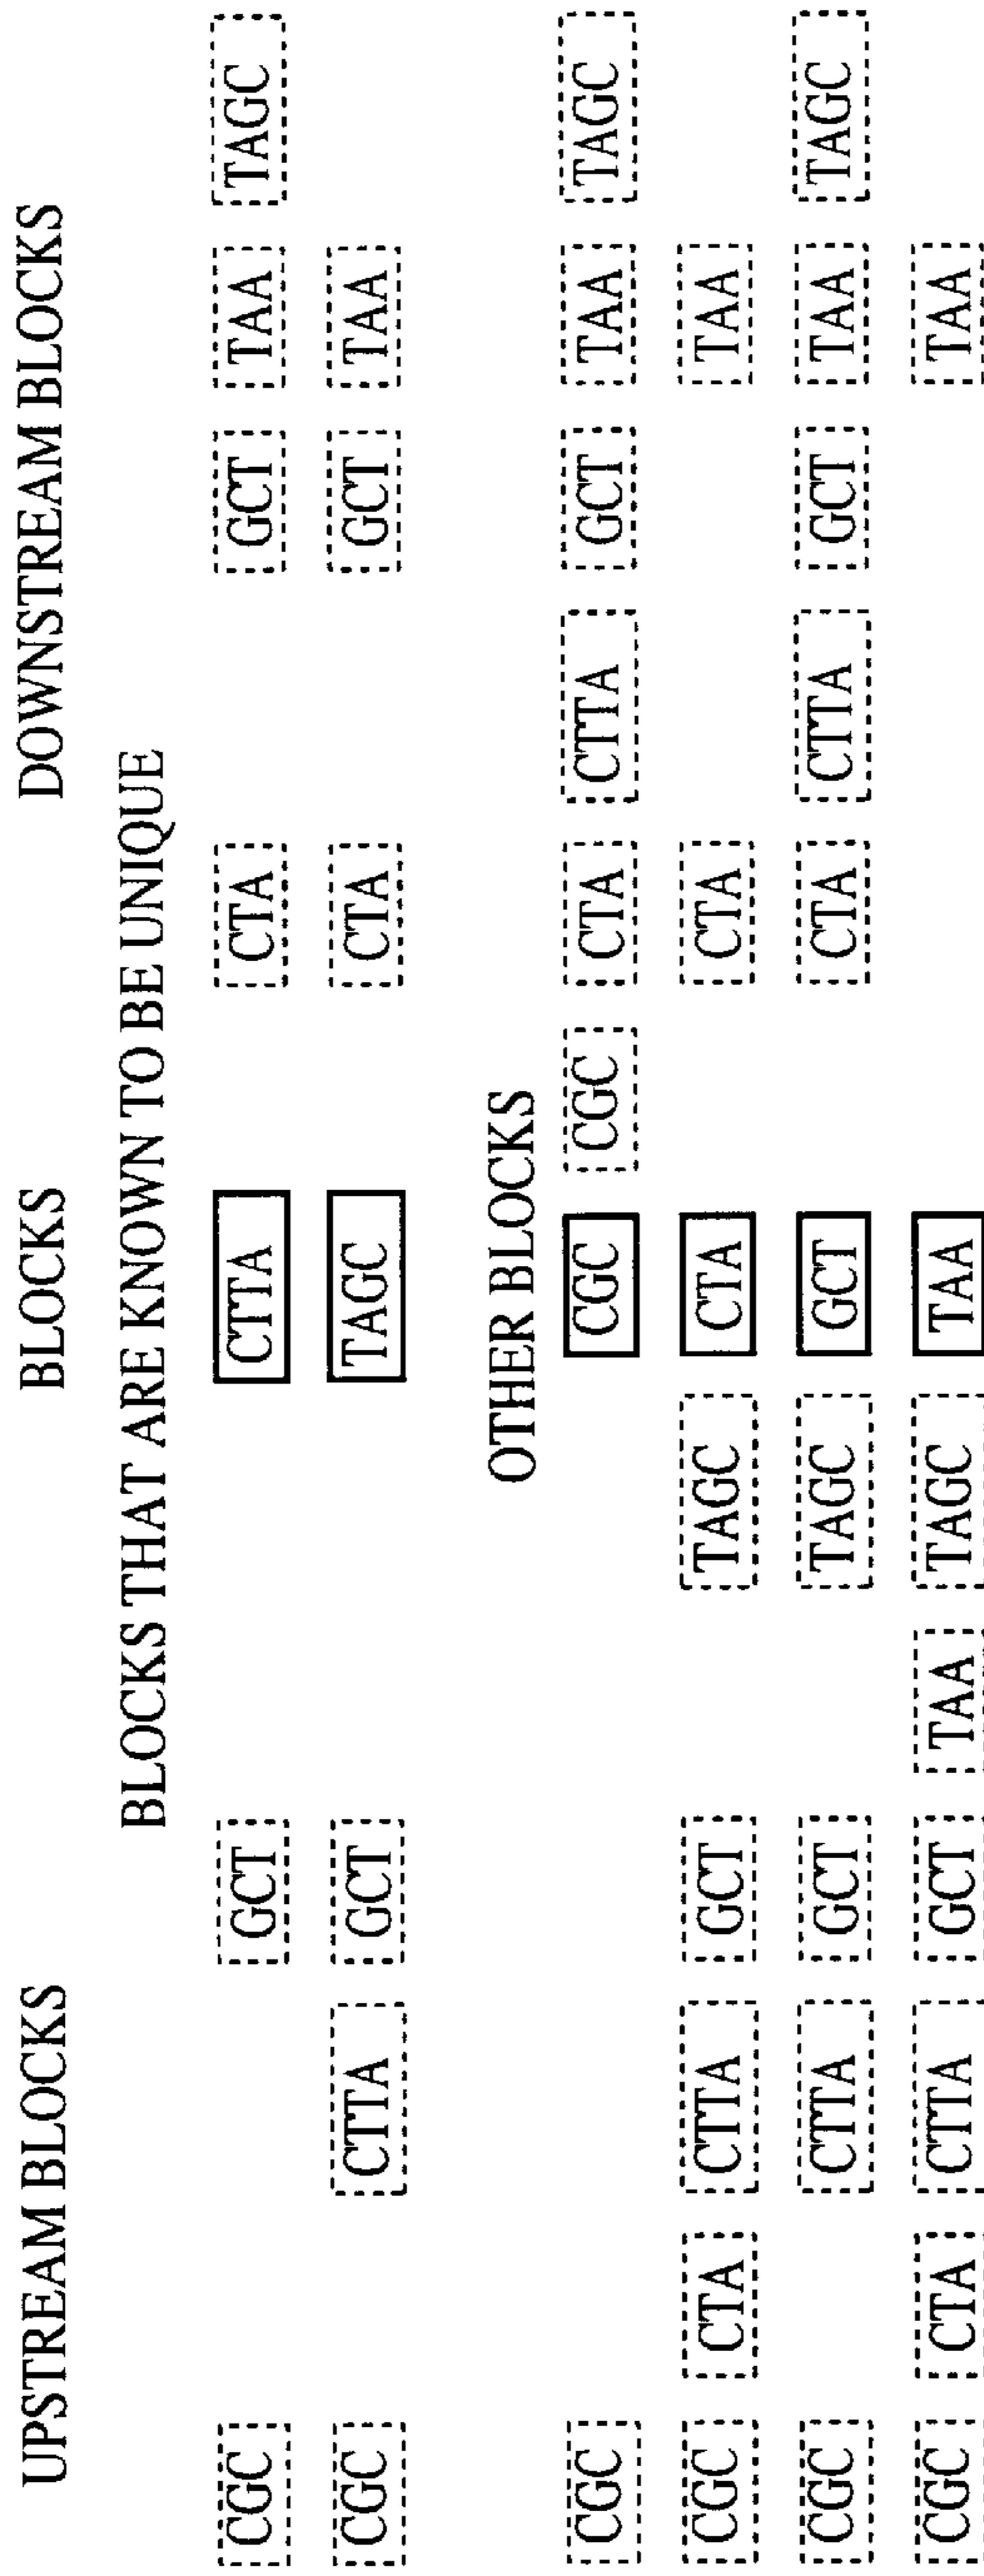 UPSTREAM BLOCKS BLOCKS DOWNSTREAM BLOCKS
BLOCKS THAT ARE KNOWN TO BE UNIQUE
CGC GCT CTTA CTA GCT TAA TAGC
CGC CTTA GCT TAGC CTA GCT TAA
OTHER BLOCKS
CGC CGC CGC CTA CTTA GCT TAA TAGC
CGC CTA CTTA GCT TAGC CTA CTA TAA
CGC CTTA GCT TAGC GCT CTA CTTA GCT TAA TAGC
CGC CTA CTTA GCT TAA TAGC TAA TAA